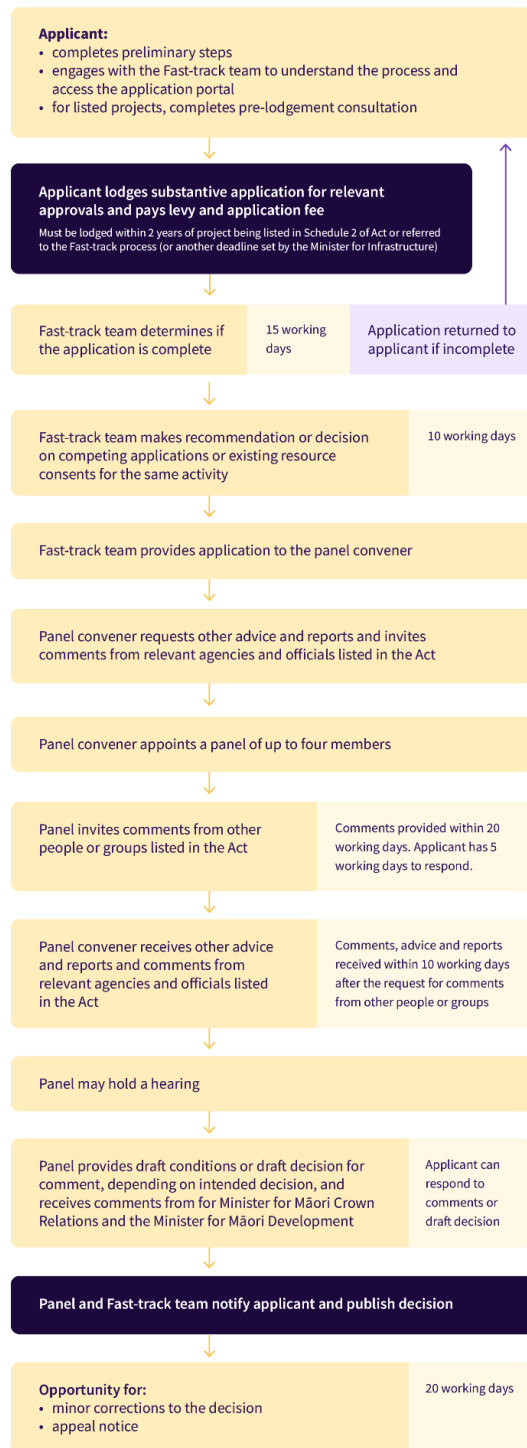 Applicant:
• completes preliminary steps
• engages with the Fast-track team to understand the process and
access the application portal
• for listed projects, completes pre-lodgement consultation
Applicant lodges substantive application for relevant
approvals and pays levy and application fee
Must be lodged within 2 years of project being listed in Schedule 2 of Act or referred
to the Fast-track process (or another deadline set by the Minister for Infrastructure)
Fast-track team determines if
the application is complete
15 working
days
Application returned to
applicant if incomplete
Fast-track team makes recommendation or decision
on competing applications or existing resource
consents for the same activity
10 working days
Fast-track team provides application to the panel convener
Panel convener requests other advice and reports and invites
comments from relevant agencies and officials listed in the Act
Panel convener appoints a panel of up to four members
Panel invites comments from other
people or groups listed in the Act
Comments provided within 20
working days. Applicant has 5
working days to respond.
Panel convener receives other advice
and reports and comments from
relevant agencies and officials listed
in the Act
Comments, advice and reports
received within 10 working days
after the request for comments
from other people or groups
Panel may hold a hearing
Panel provides draft conditions or draft decision for
comment, depending on intended decision, and
receives comments from for Minister for Māori Crown
Relations and the Minister for Māori Development
Applicant can
respond to
comments or
draft decision
Panel and Fast-track team notify applicant and publish decision
Opportunity for:
• minor corrections to the decision
• appeal notice
20 working days